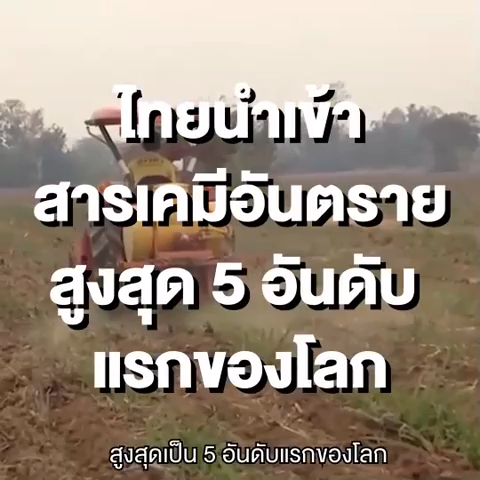 ไทยนำเข้า
สารเคมีอันตราย
สูงสุด 5 อันดับ
แรกของโลก
สูงสุดเป็น 5 อันดับแรกของโลก